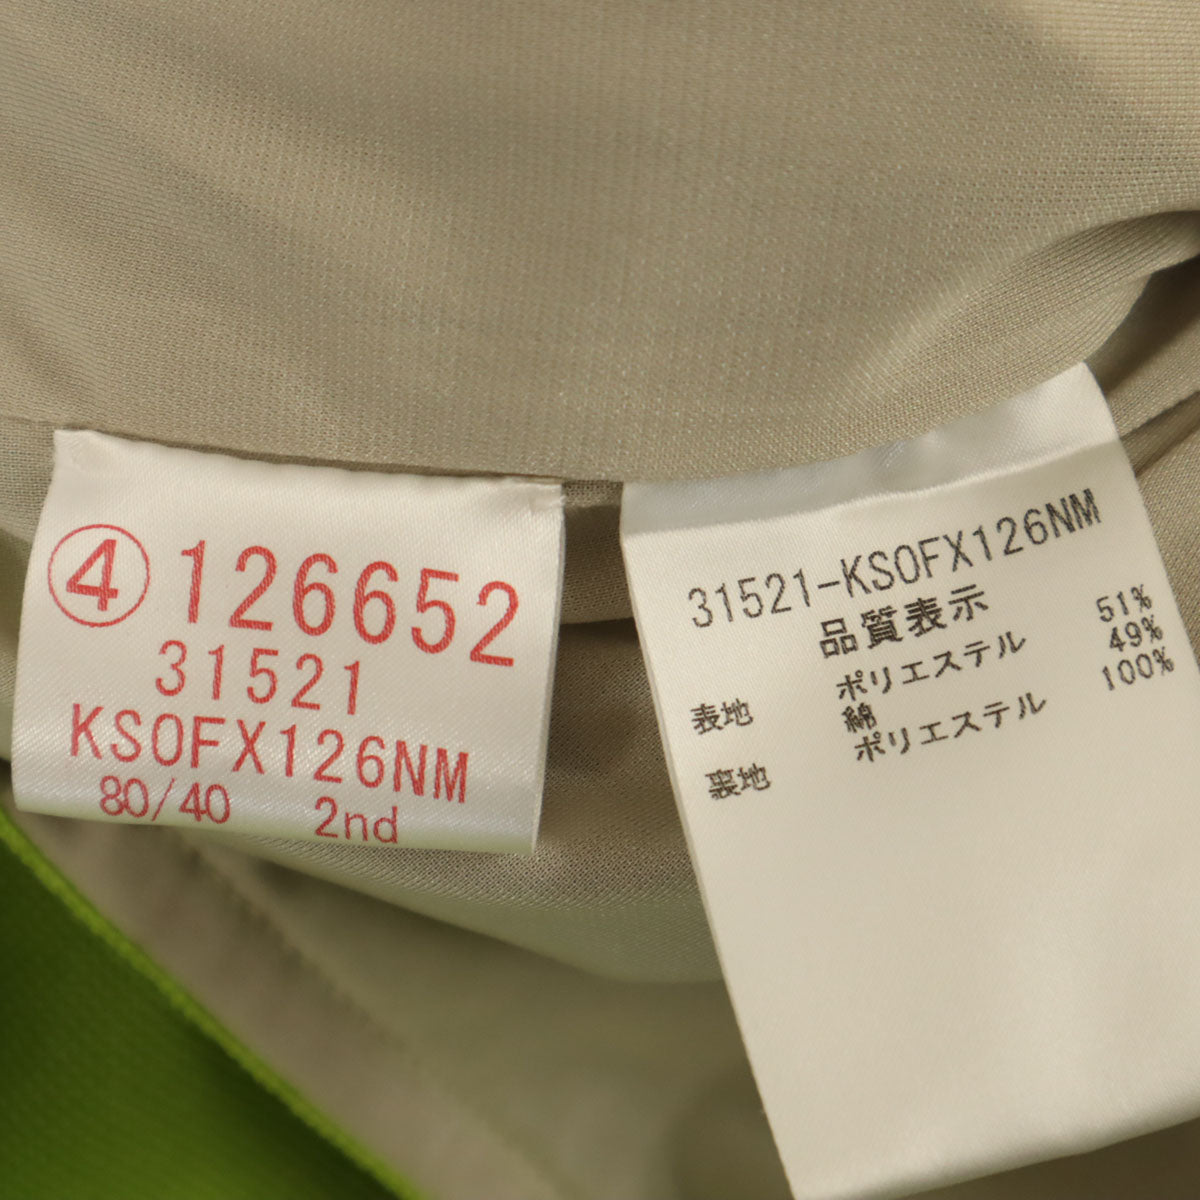 ④ 126652
31521
KSOFX126NM
80/40 2nd
31521-KSOFX126NM
品質表示
表地 ポリエステル 51%
綿 49%
裏地 ポリエステル 100%